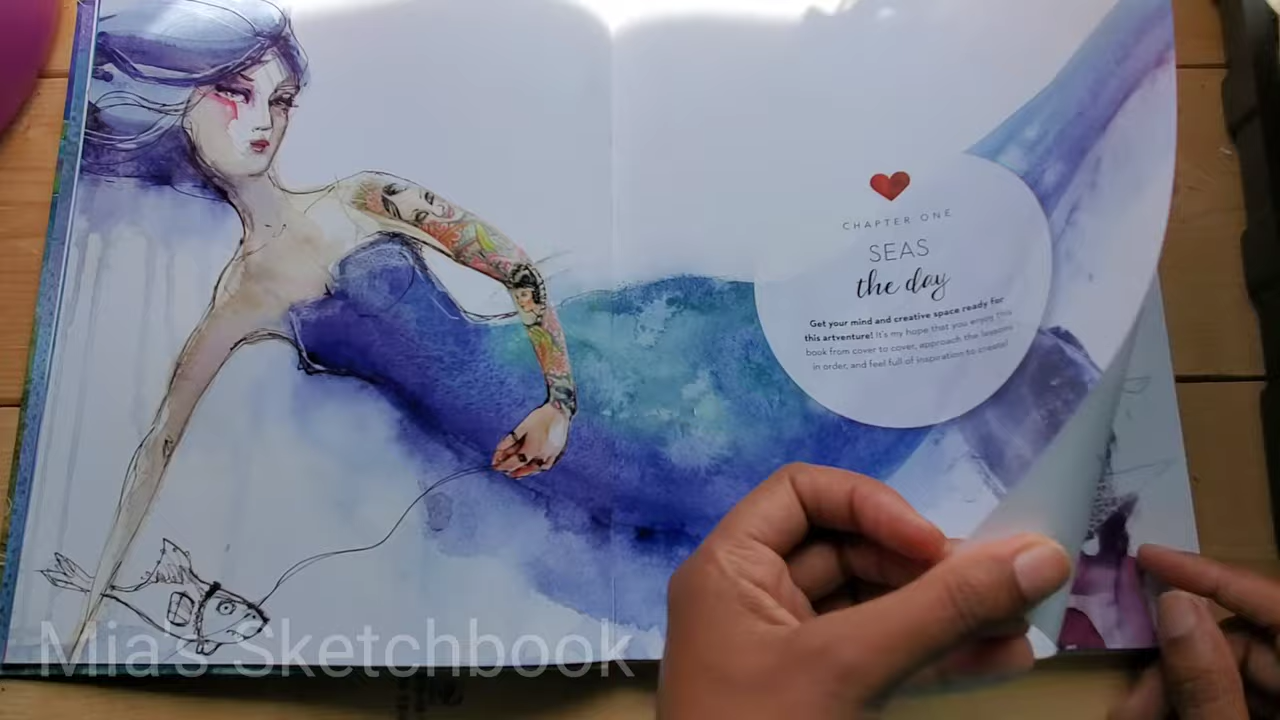 CHAPTER ONE
SEAS
the day
Get your mind and creative space ready for
this artventure! It's my hope that you enjoy this
book from cover to cover, approach the lessons
in order, and feel full of inspiration to create!
Mia's Sketchbook